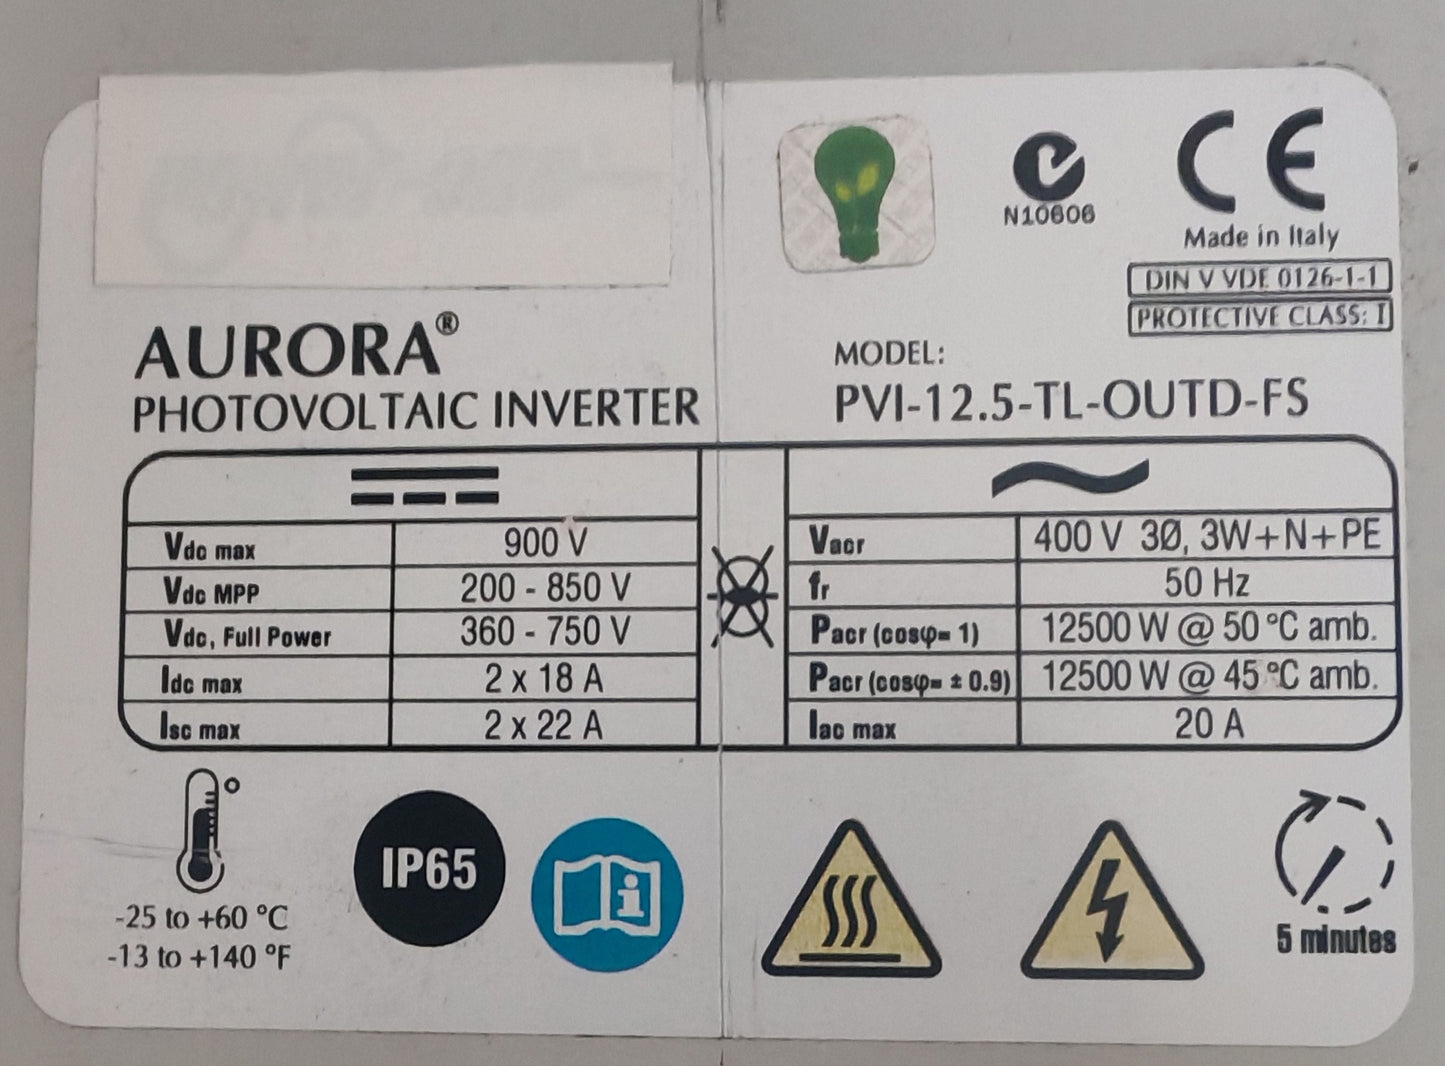 N10606
CE
Made in Italy
DIN V VDE 0126-1-1
PROTECTIVE CLASS: I
AURORA®
PHOTOVOLTAIC INVERTER
MODEL:
PVI-12.5-TL-OUTD-FS
Vdc max 900 V
Vdc MPP 200 - 850 V
Vdc, Full Power 360 - 750 V
Idc max 2 x 18 A
Isc max 2 x 22 A
Vacr 400 V 3Ø, 3W+N+PE
fr 50 Hz
Pacr (cosφ= 1) 12500 W @ 50 °C amb.
Pacr (cosφ= ± 0.9) 12500 W @ 45 °C amb.
Iac max 20 A
-25 to +60 °C
-13 to +140 °F
IP65
i
5 minutes